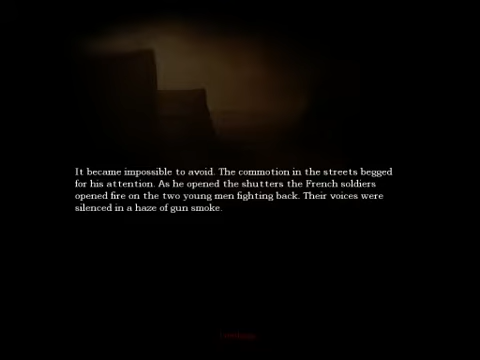 It became impossible to avoid. The commotion in the streets begged
for his attention. As he opened the shutters the French soldiers
opened fire on the two young men fighting back. Their voices were
silenced in a haze of gun smoke.